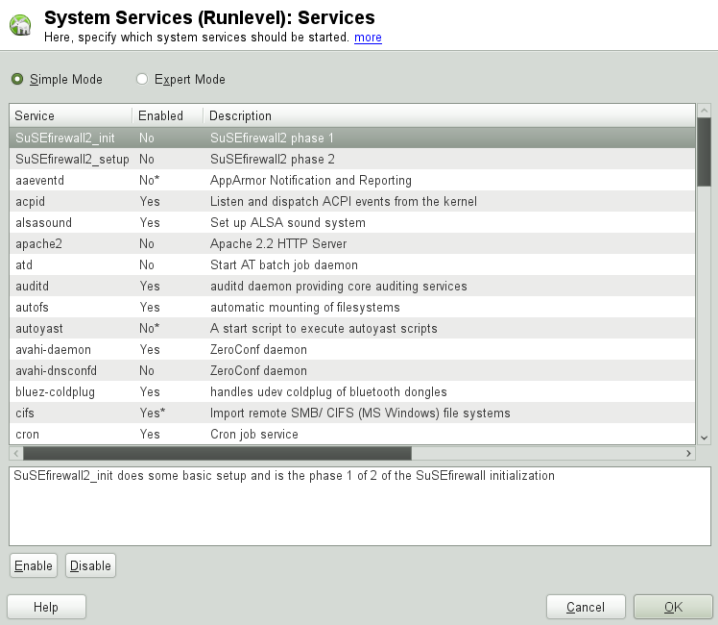 System Services (Runlevel): Services
Here, specify which system services should be started. more
Simple Mode Expert Mode
Service Enabled Description
SuSEfirewall2_init No SuSEfirewall2 phase 1
SuSEfirewall2_setup No SuSEfirewall2 phase 2
aaeventd No* AppArmor Notification and Reporting
acpid Yes Listen and dispatch ACPI events from the kernel
alsasound Yes Set up ALSA sound system
apache2 No Apache 2.2 HTTP Server
atd No Start AT batch job daemon
auditd Yes auditd daemon providing core auditing services
autofs Yes automatic mounting of filesystems
autoyast No* A start script to execute autoyast scripts
avahi-daemon Yes ZeroConf daemon
avahi-dnsconfd No ZeroConf daemon
bluez-coldplug Yes handles udev coldplug of bluetooth dongles
cifs Yes* Import remote SMB/ CIFS (MS Windows) file systems
cron Yes Cron job service
SuSEfirewall2_init does some basic setup and is the phase 1 of 2 of the SuSEfirewall initialization
Enable Disable
Help Cancel OK